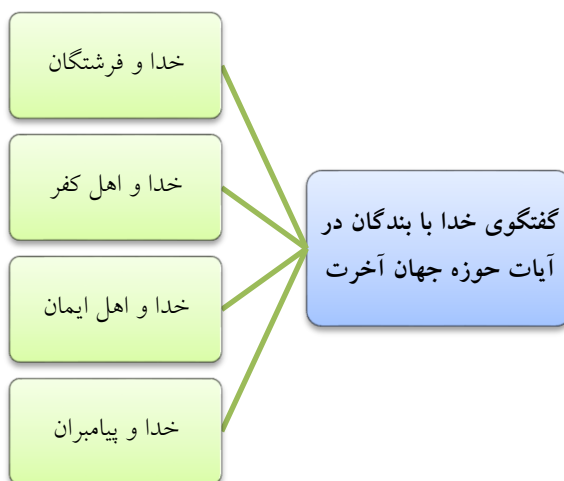 گفتگوی خدا با بندگان در
آیات حوزه جهان آخرت
خدا و فرشتگان
خدا و اهل کفر
خدا و اهل ایمان
خدا و پیامبران